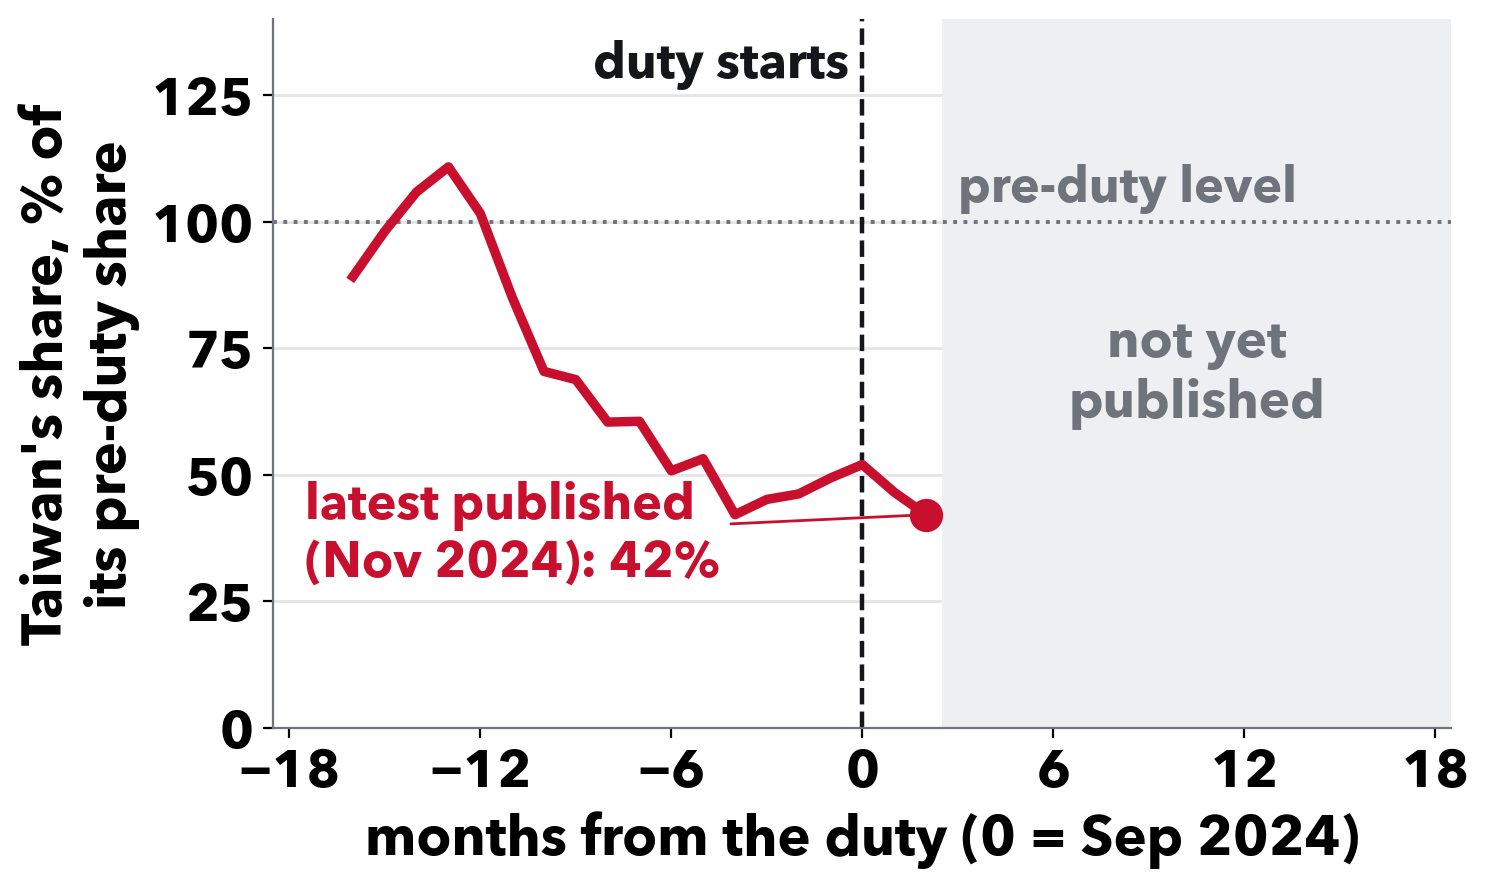 Taiwan's share, % of
its pre-duty share
125
100
75
50
25
0
duty starts
pre-duty level
not yet
published
latest published
(Nov 2024): 42%
−18 −12 −6 0 6 12 18
months from the duty (0 = Sep 2024)